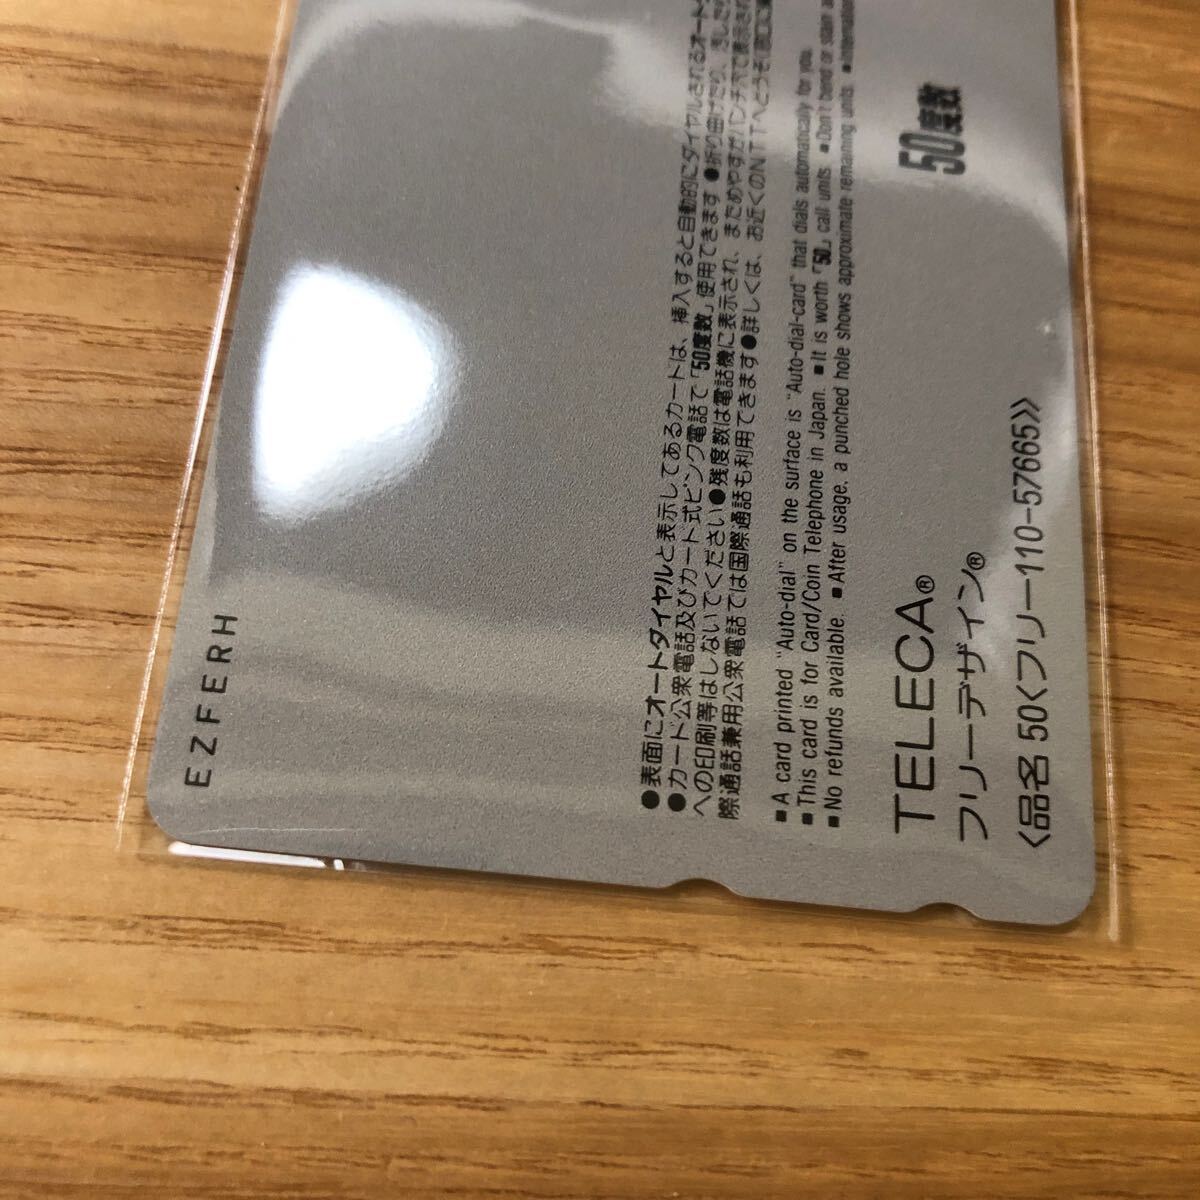 EZFERH
●表面にオートダイヤルと表示してあるカードは、挿入すると自動的にダイヤルされるオート
●カード公衆電話及びカード式ピンク電話で「50度数」使用できます●折り曲げたり、汚したり
への印刷等はしないでください●残度数は電話機に表示され、まためやすがパンチ穴で表示され
際通話兼用公衆電話では国際通話も利用できます●詳しくは、お近くのNTTへどうぞ
■A card printed "Auto-dial" on the surface is "Auto-dial-card" that dials automatically for you.
■This card is for Card/Coin Telephone in Japan. ■It is worth「50」call units. ■Don't bend or stain
■No refunds available. ■After usage, a punched hole shows approximate remaining units.
50度数
TELECA®
フリーデザイン®
〈品名 50〈フリー110-57665〉〉